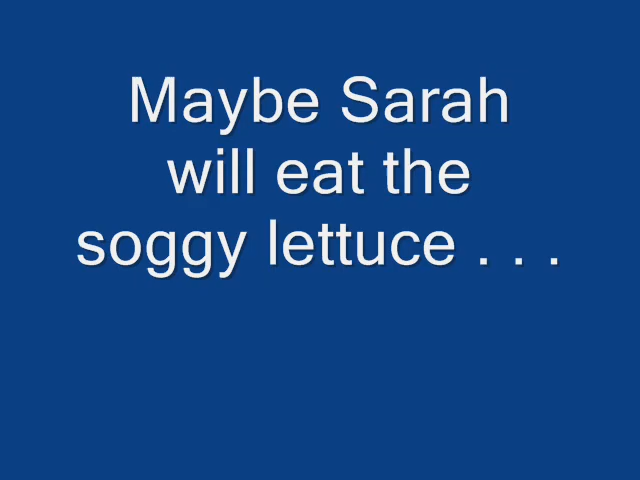 Maybe Sarah
will eat the
soggy lettuce . . .